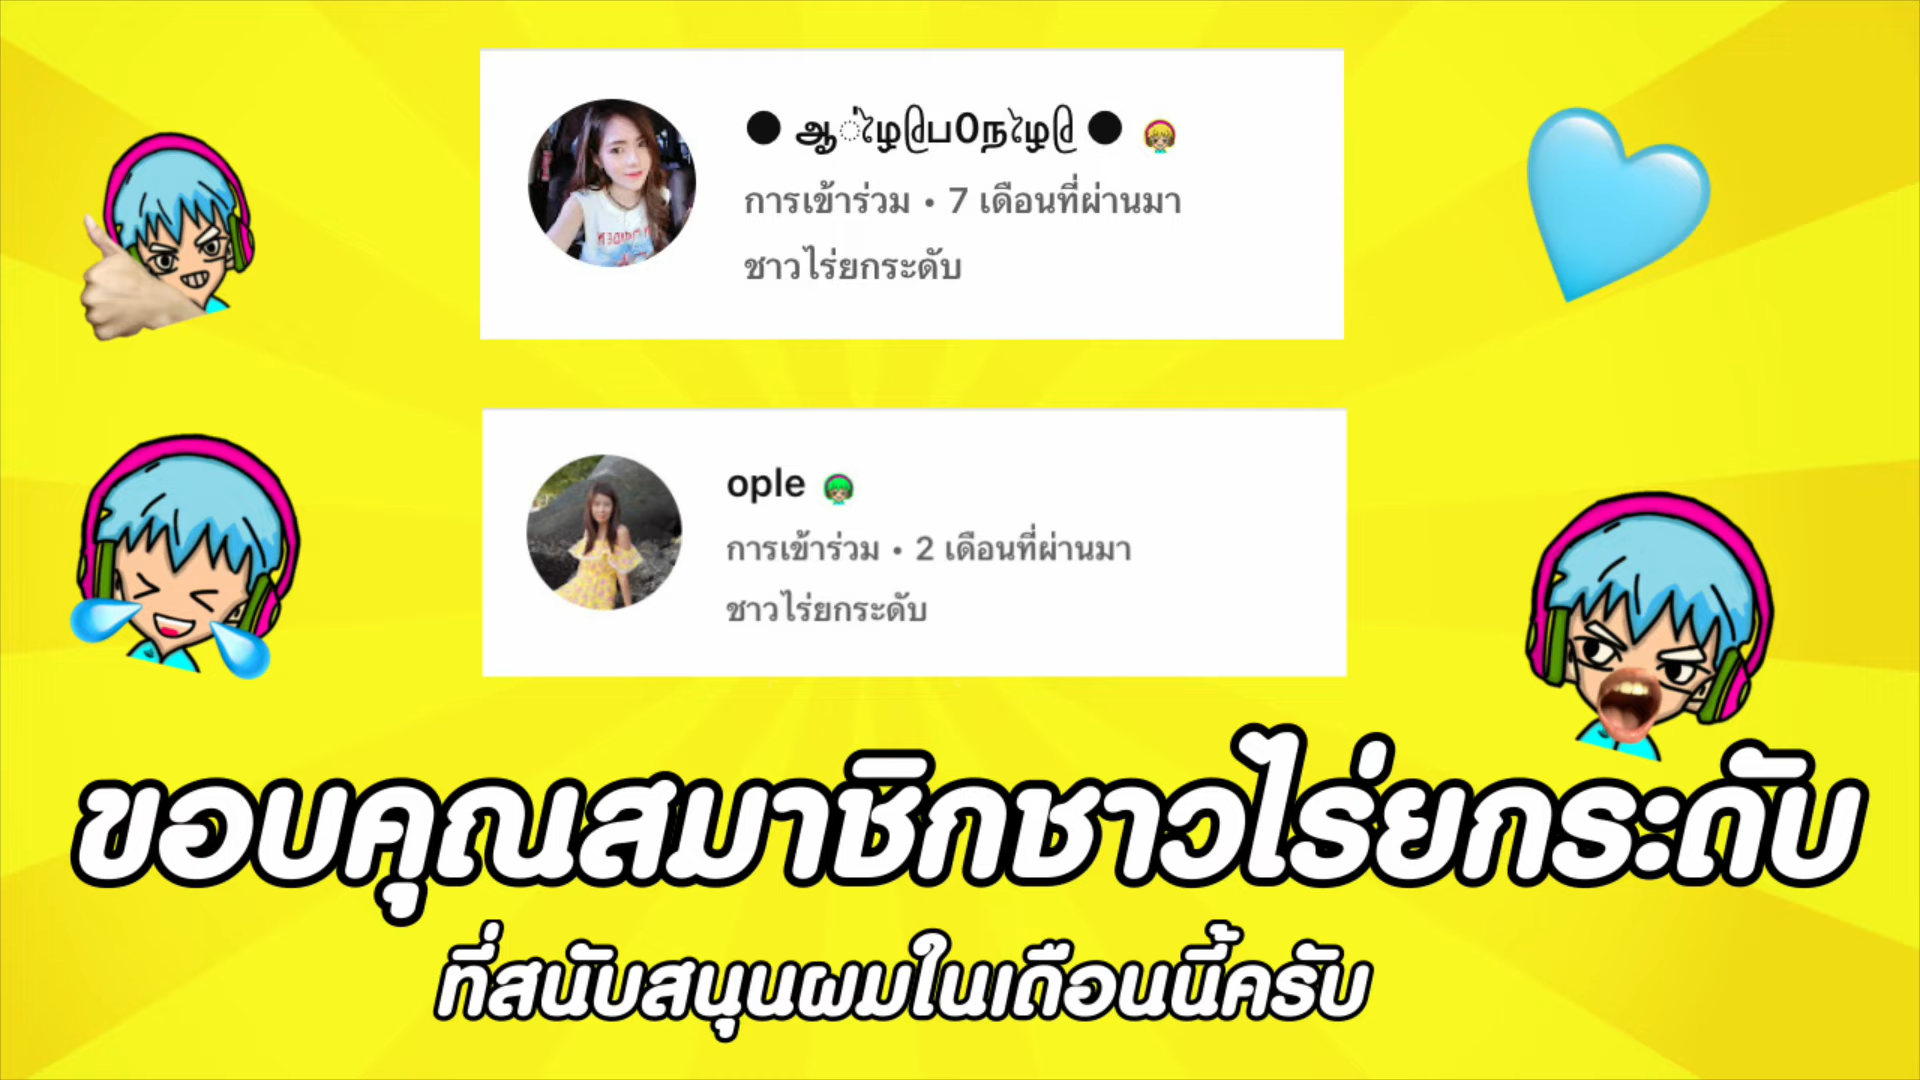 ● ஆ்ழ@ப0நழ@ ●
การเข้าร่วม • 7 เดือนที่ผ่านมา
ชาวไร่ยกระดับ
ople
การเข้าร่วม • 2 เดือนที่ผ่านมา
ชาวไร่ยกระดับ
ขอบคุณสมาชิกชาวไร่ยกระดับ
ที่สนับสนุนผมในเดือนนี้ครับ